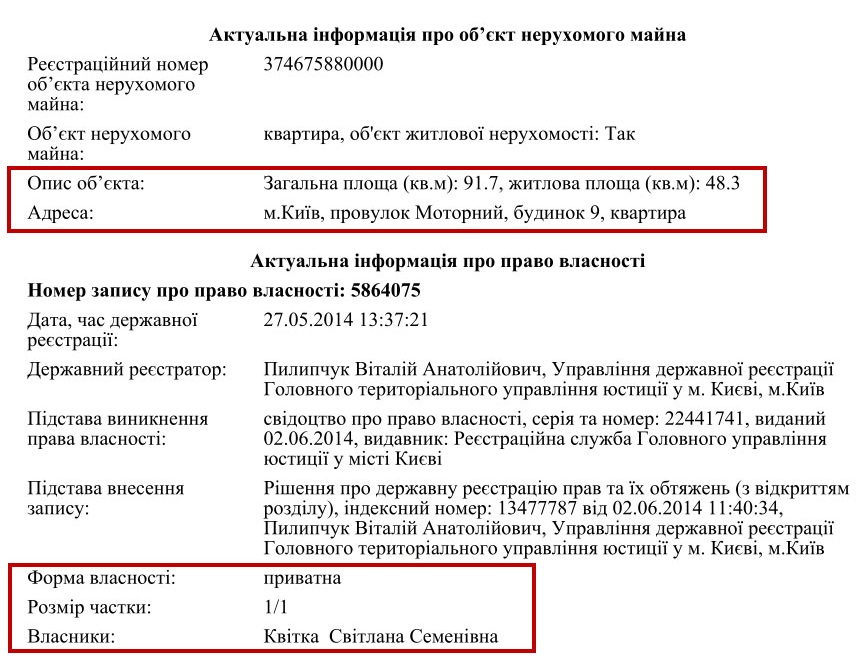 Актуальна інформація про об’єкт нерухомого майна
Реєстраційний номер 374675880000
об’єкта нерухомого
майна:
Об’єкт нерухомого квартира, об'єкт житлової нерухомості: Так
майна:
Опис об’єкта: Загальна площа (кв.м): 91.7, житлова площа (кв.м): 48.3
Адреса: м.Київ, провулок Моторний, будинок 9, квартира
Актуальна інформація про право власності
Номер запису про право власності: 5864075
Дата, час державної 27.05.2014 13:37:21
реєстрації:
Державний реєстратор: Пилипчук Віталій Анатолійович, Управління державної реєстрації
Головного територіального управління юстиції у м. Києві, м.Київ
Підстава виникнення свідоцтво про право власності, серія та номер: 22441741, виданий
права власності: 02.06.2014, видавник: Реєстраційна служба Головного управління
юстиції у місті Києві
Підстава внесення Рішення про державну реєстрацію прав та їх обтяжень (з відкриттям
запису: розділу), індексний номер: 13477787 від 02.06.2014 11:40:34,
Пилипчук Віталій Анатолійович, Управління державної реєстрації
Головного територіального управління юстиції у м. Києві, м.Київ
Форма власності: приватна
Розмір частки: 1/1
Власники: Квітка Світлана Семенівна